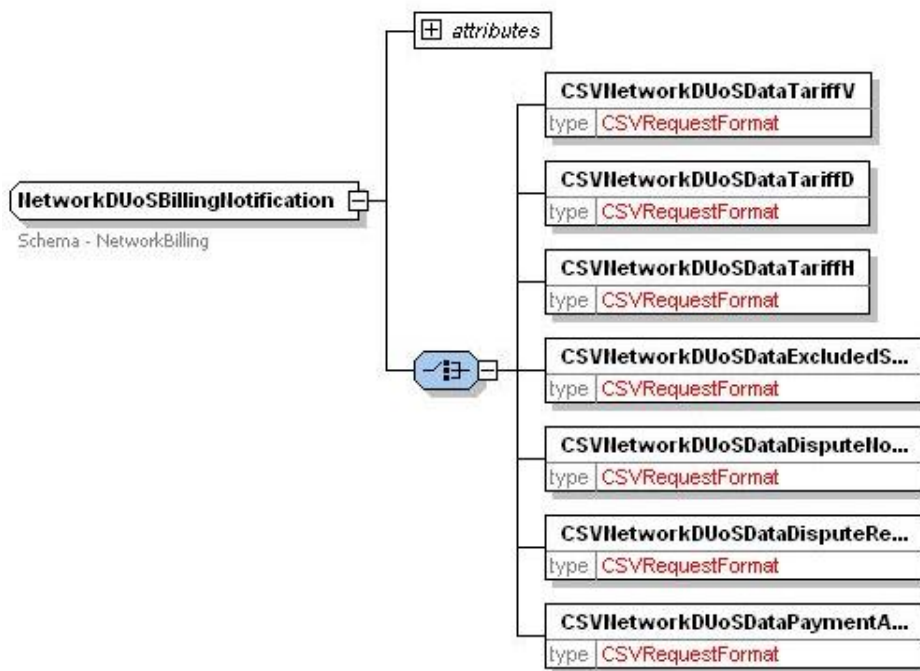 attributes
CSVNetworkDUoSDataTariffV
type CSVRequestFormat
CSVNetworkDUoSDataTariffD
type CSVRequestFormat
NetworkDUoSBillingNotification
Schema - NetworkBilling
CSVNetworkDUoSDataTariffH
type CSVRequestFormat
CSVNetworkDUoSDataExcludedS...
type CSVRequestFormat
CSVNetworkDUoSDataDisputeNo...
type CSVRequestFormat
CSVNetworkDUoSDataDisputeRe...
type CSVRequestFormat
CSVNetworkDUoSDataPaymentA...
type CSVRequestFormat